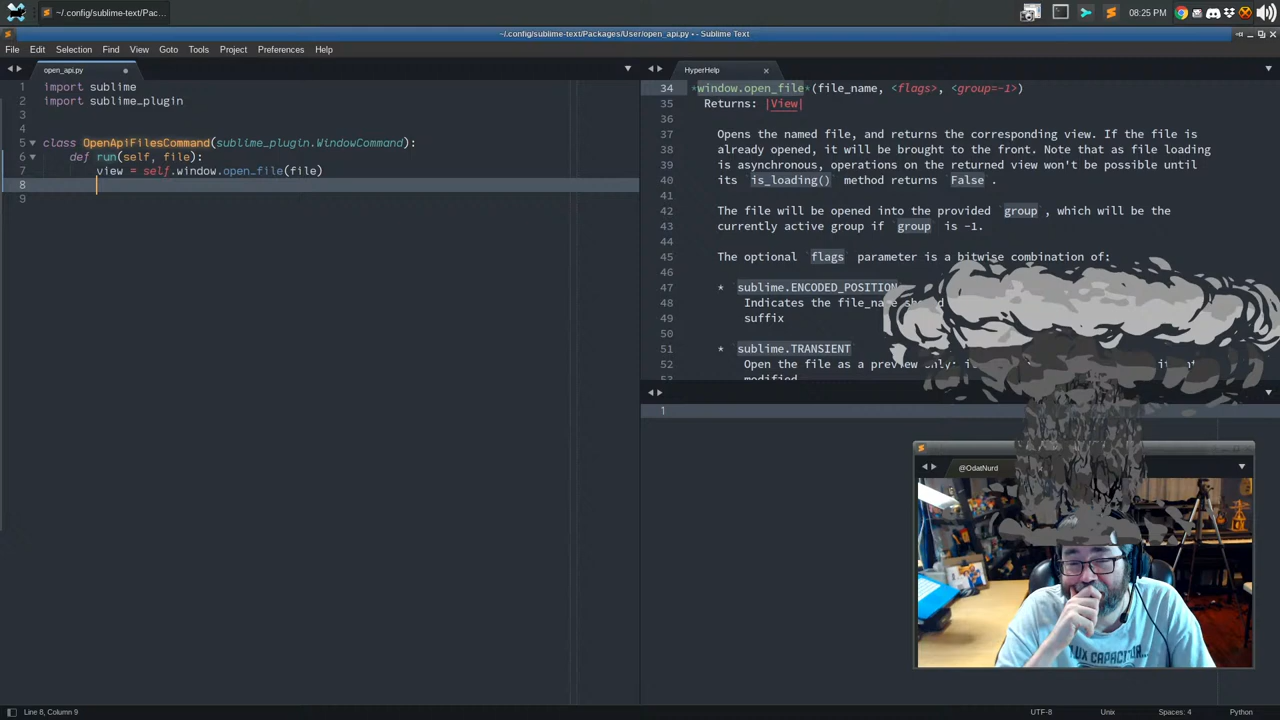 ~/.config/sublime-text/Pac...
08:25 PM
~/.config/sublime-text/Packages/User/open_api.py • - Sublime Text
File Edit Selection Find View Goto Tools Project Preferences Help
open_api.py
1 import sublime
2 import sublime_plugin
3
4
5 class OpenApiFilesCommand(sublime_plugin.WindowCommand):
6 def run(self, file):
7 view = self.window.open_file(file)
8
9
HyperHelp
34 *window.open_file*(file_name, <flags>, <group=-1>)
35 Returns: |View|
36
37 Opens the named file, and returns the corresponding view. If the file is
38 already opened, it will be brought to the front. Note that as file loading
39 is asynchronous, operations on the returned view won't be possible until
40 its `is_loading()` method returns `False`.
41
42 The file will be opened into the provided `group`, which will be the
43 currently active group if `group` is -1.
44
45 The optional `flags` parameter is a bitwise combination of:
46
47 * `sublime.ENCODED_POSITION
48 Indicates the file_name
49 suffix
50
51 * `sublime.TRANSIENT`
52 Open the file as a preview only:
53 modified
1
@OdatNurd
LUX CAPACITAR...
Line 8, Column 9
UTF-8 Unix Spaces: 4 Python